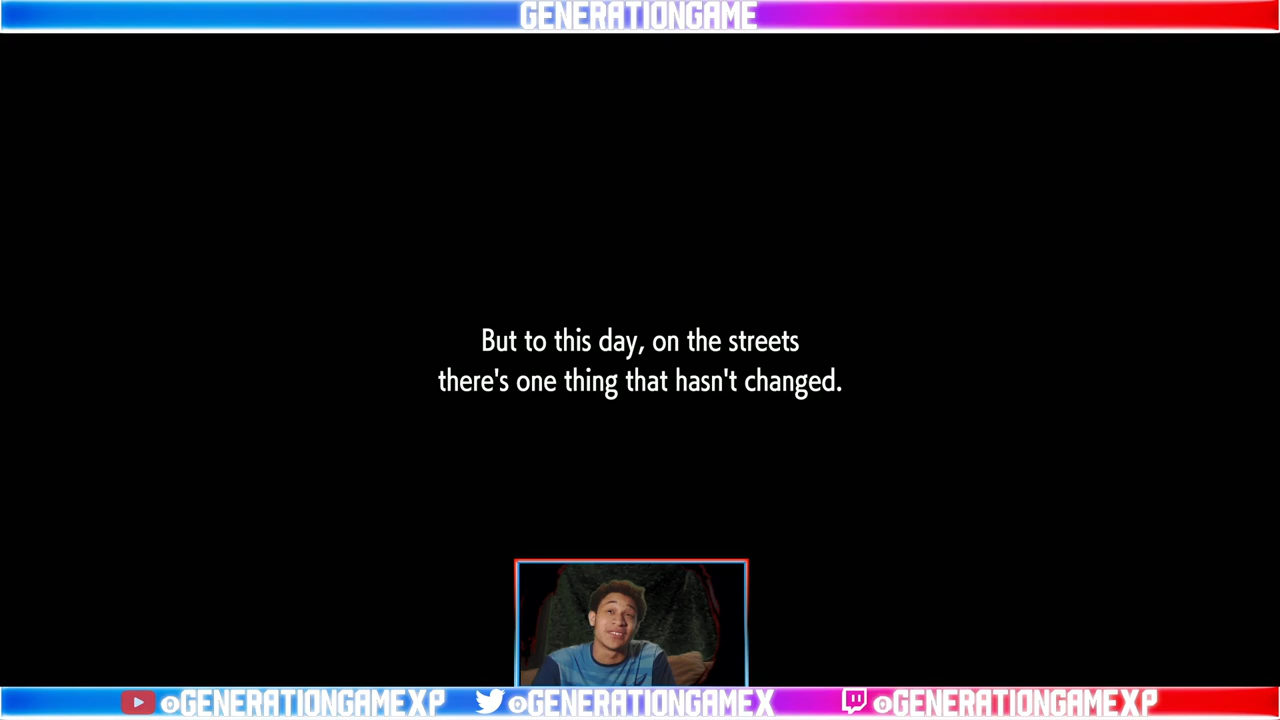 GENERATIONGAME
But to this day, on the streets
there's one thing that hasn't changed.
@GENERATIONGAMEXP @GENERATIONGAMEX @GENERATIONGAMEXP